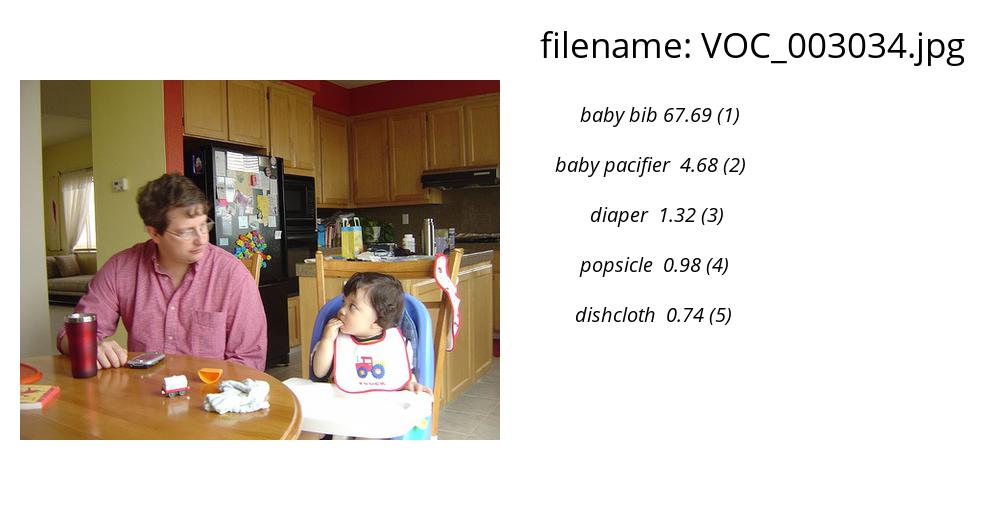 filename: VOC_003034.jpg
baby bib 67.69 (1)
baby pacifier 4.68 (2)
diaper 1.32 (3)
popsicle 0.98 (4)
dishcloth 0.74 (5)
TRUCK